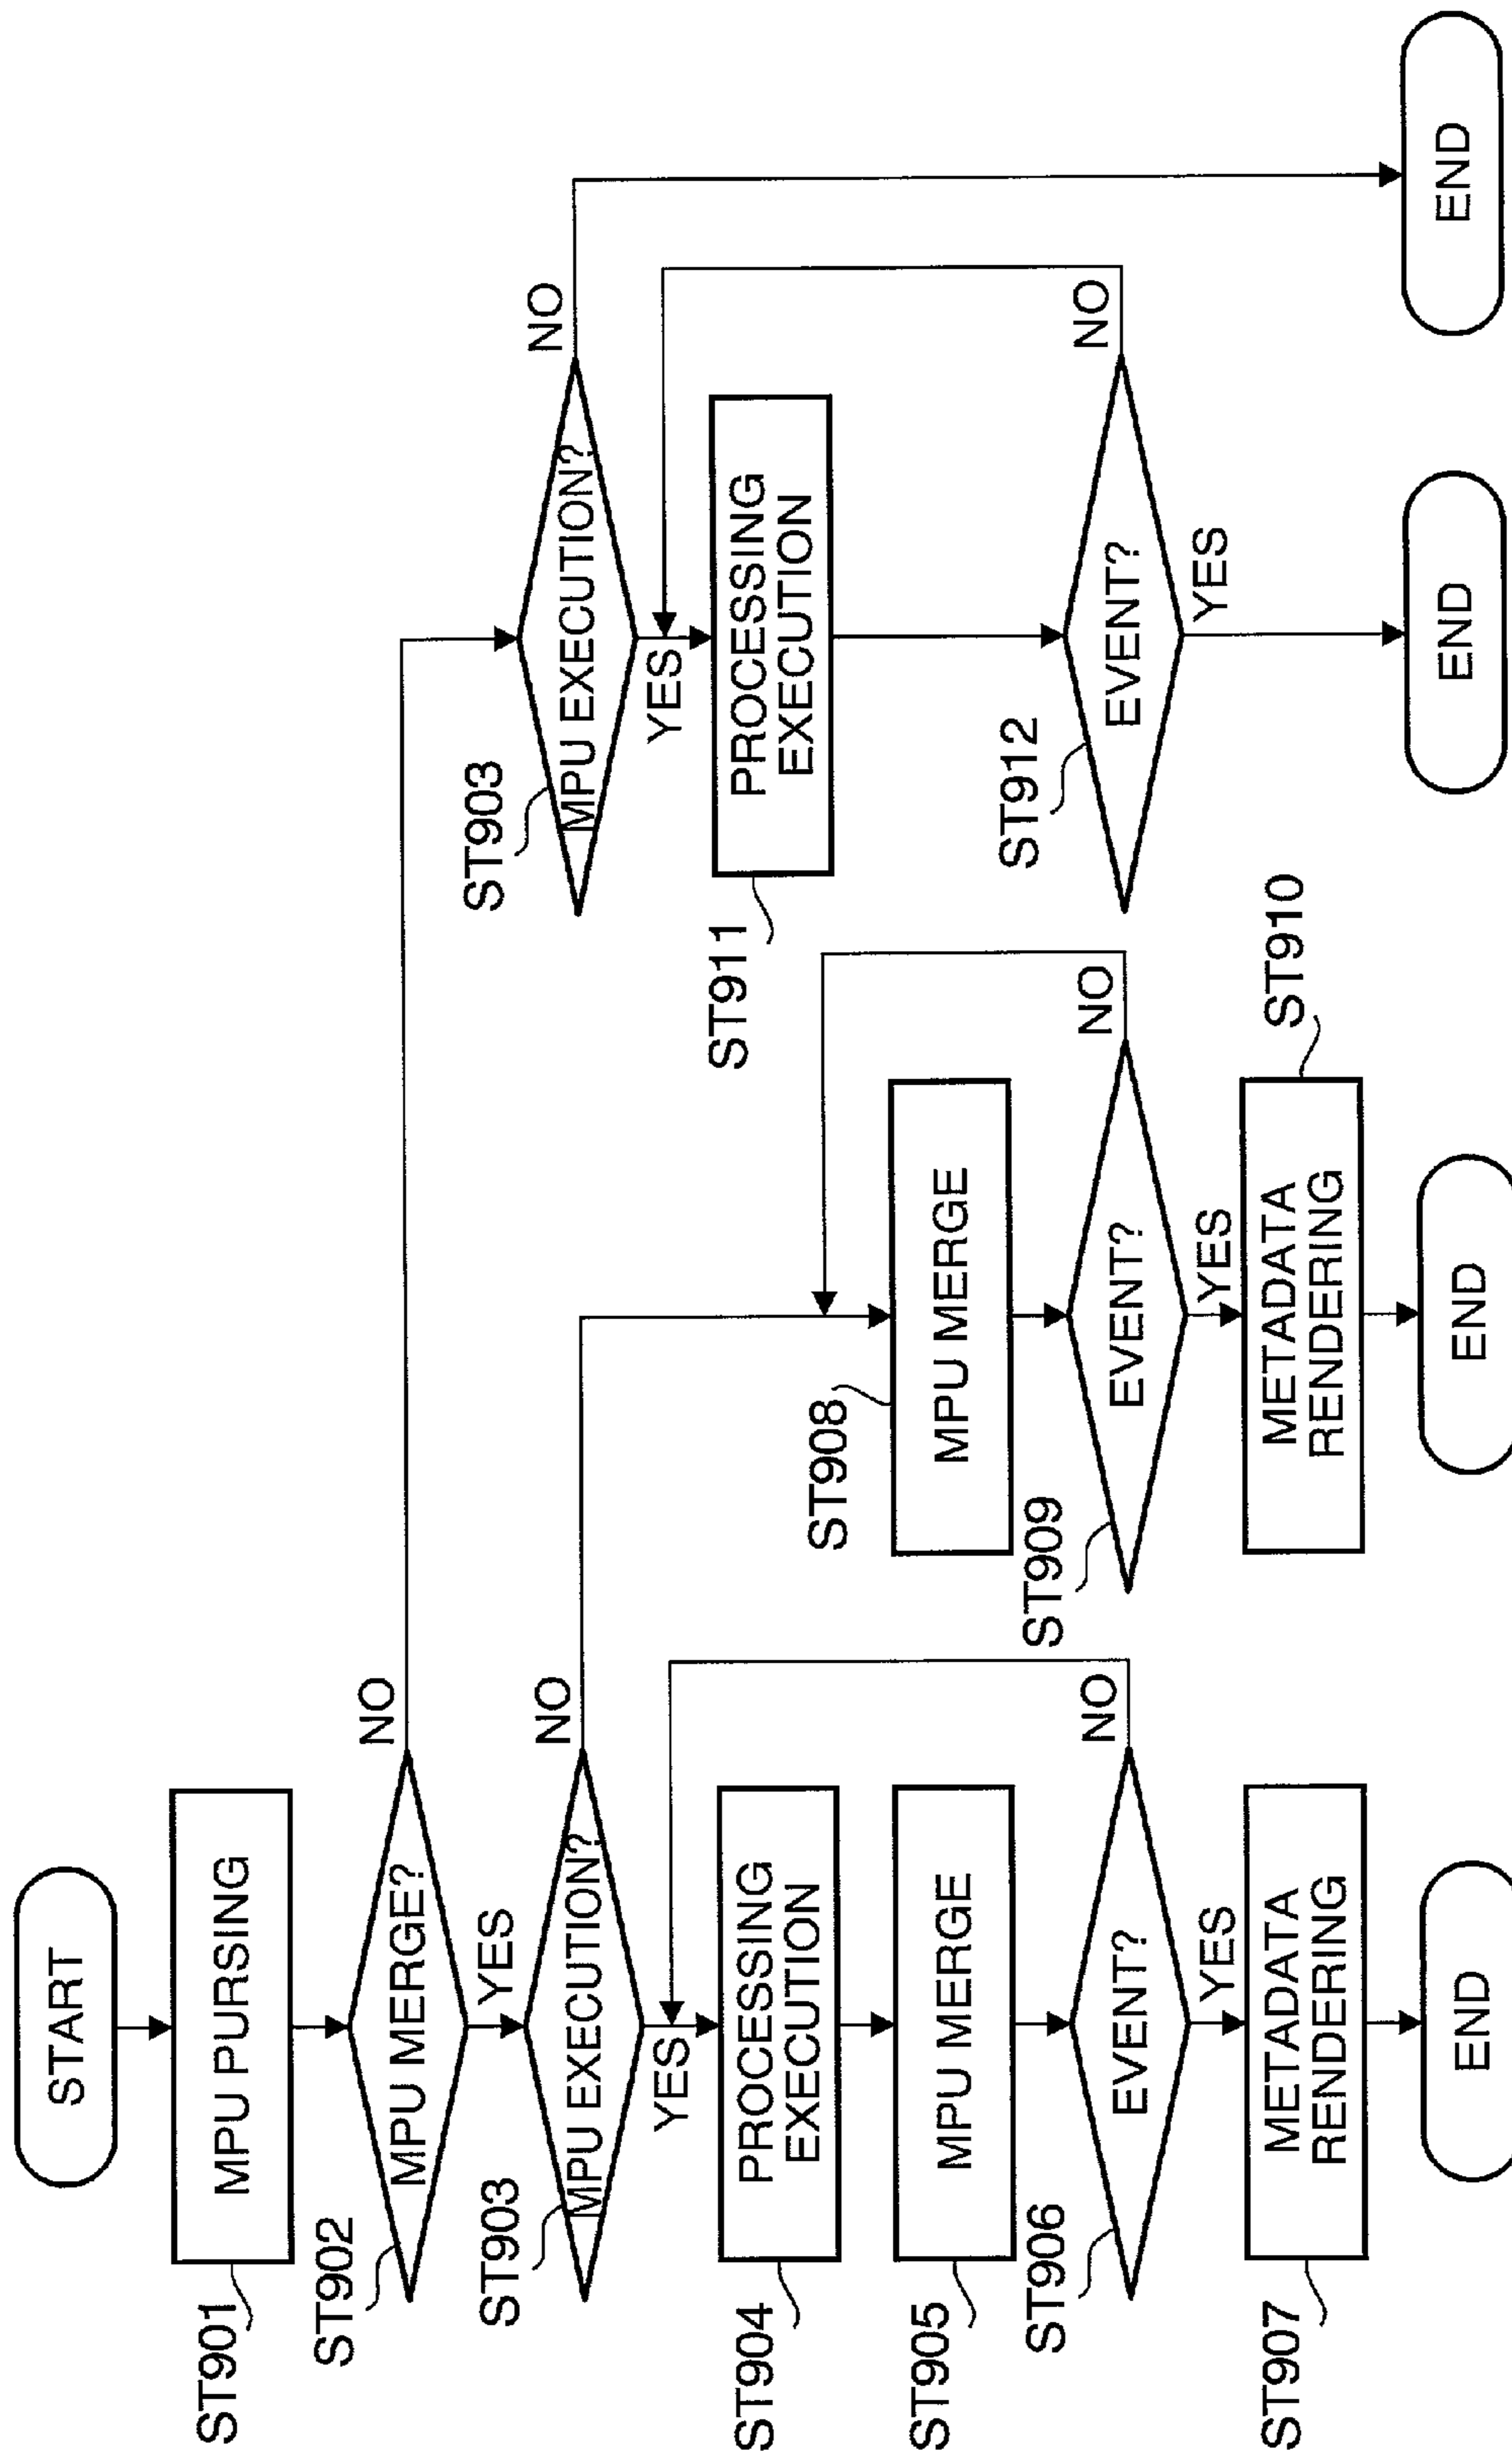 START
MPU PURSING
ST901
MPU MERGE?
ST902
NO
YES
MPU EXECUTION?
ST903
NO
YES
PROCESSING
EXECUTION
ST904
MPU MERGE
ST905
EVENT?
ST906
NO
YES
METADATA
RENDERING
ST907
END
MPU MERGE
ST908
EVENT?
ST909
NO
YES
METADATA
RENDERING
ST910
END
MPU EXECUTION?
ST903
NO
YES
PROCESSING
EXECUTION
ST911
EVENT?
ST912
NO
YES
END
END